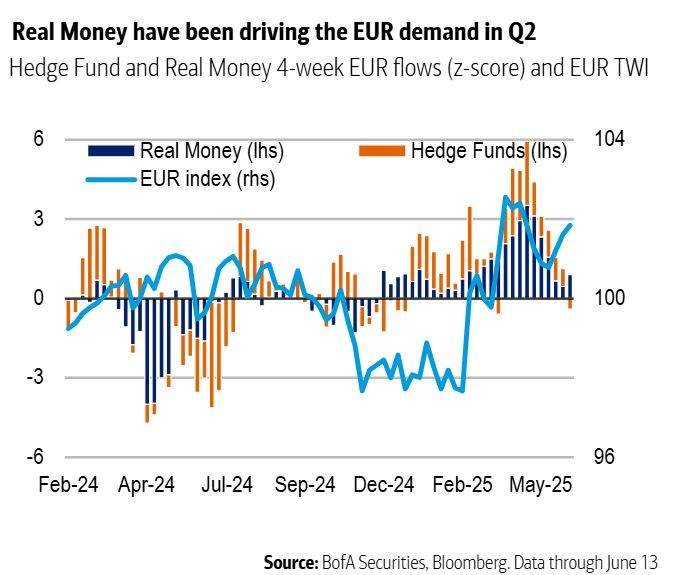 Real Money have been driving the EUR demand in Q2
Hedge Fund and Real Money 4-week EUR flows (z-score) and EUR TWI
6
104
Real Money (lhs)
Hedge Funds (lhs)
EUR index (rhs)
3
0
100
-3
-6
96
Feb-24
Apr-24
Jul-24
Sep-24
Dec-24
Feb-25
May-25
Source: BofA Securities, Bloomberg. Data through June 13